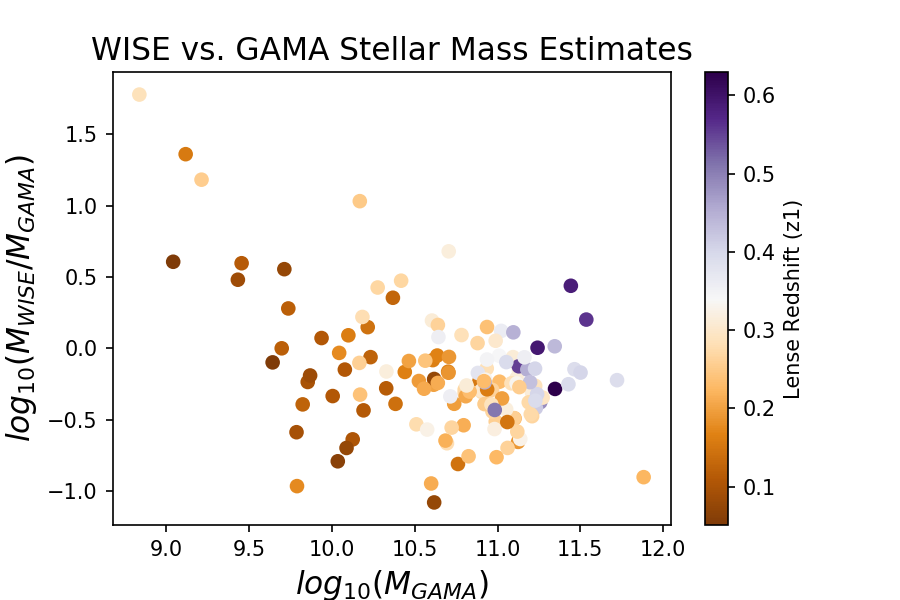 WISE vs. GAMA Stellar Mass Estimates
log10(MWISE/MGAMA)
1.5
1.0
0.5
0.0
−0.5
−1.0
9.0 9.5 10.0 10.5 11.0 11.5 12.0
log10(MGAMA)
0.6
0.5
0.4
0.3
0.2
0.1
Lense Redshift (z1)